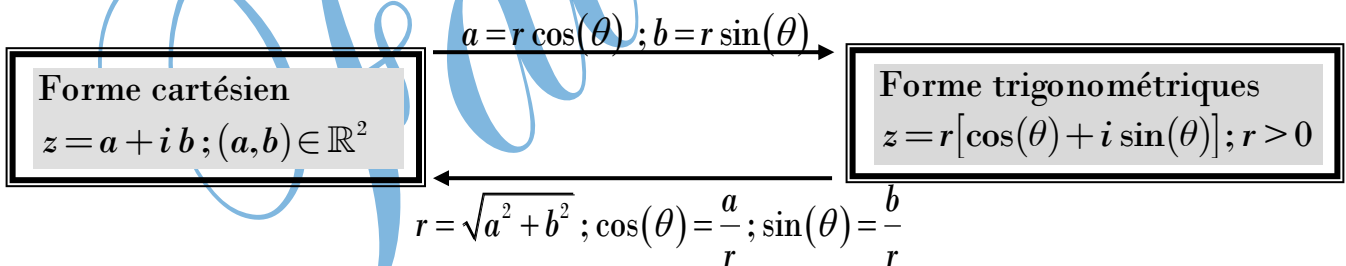 a = r cos(θ) ; b = r sin(θ)
Forme cartésien
z = a + i b ; (a,b) ∈ ℝ²
Forme trigonométriques
z = r[cos(θ) + i sin(θ)] ; r > 0
r = √(a² + b²) ; cos(θ) = a/r ; sin(θ) = b/r